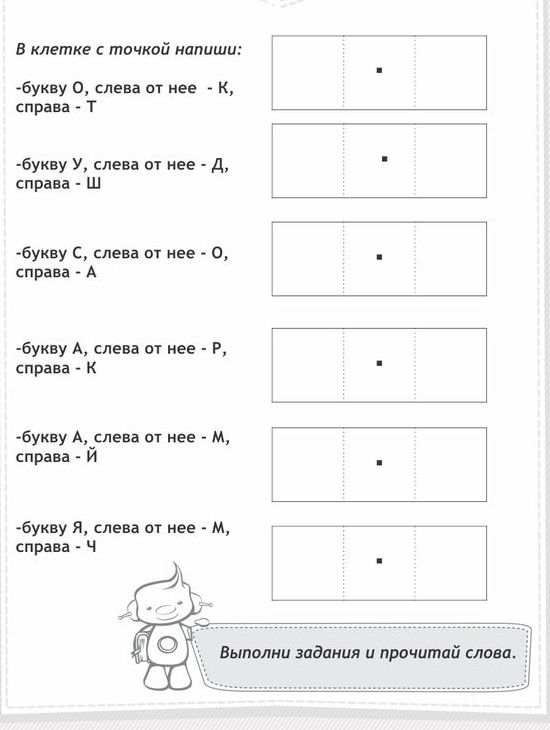 В клетке с точкой напиши:
-букву О, слева от нее - К,
справа - Т
-букву У, слева от нее - Д,
справа - Ш
-букву С, слева от нее - О,
справа - А
-букву А, слева от нее - Р,
справа - К
-букву А, слева от нее - М,
справа - Й
-букву Я, слева от нее - М,
справа - Ч
Выполни задания и прочитай слова.